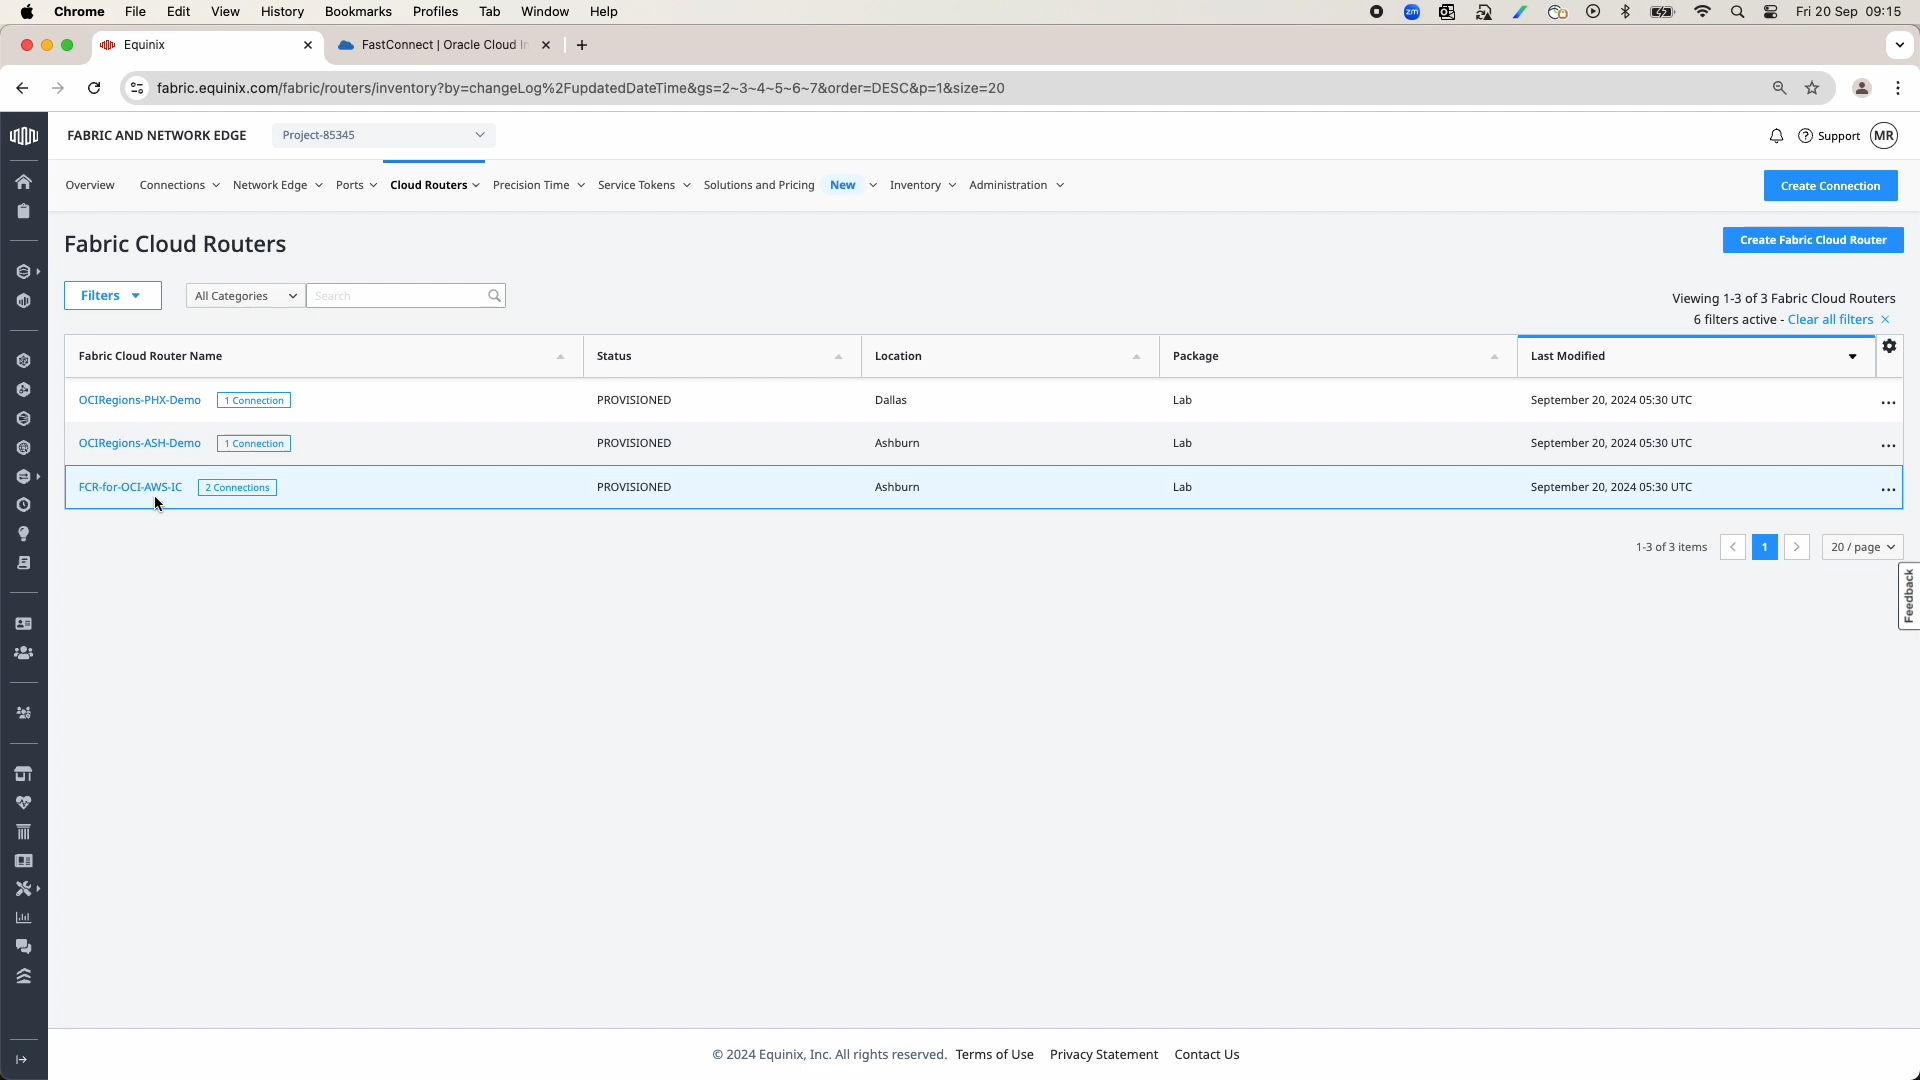 Chrome File Edit View History Bookmarks Profiles Tab Window Help zm Fri 20 Sep 09:15
Equinix FastConnect | Oracle Cloud In
fabric.equinix.com/fabric/routers/inventory?by=changeLog%2FupdatedDateTime&gs=2~3~4~5~6~7&order=DESC&p=1&size=20
FABRIC AND NETWORK EDGE Project-85345 Support MR
Overview Connections Network Edge Ports Cloud Routers Precision Time Service Tokens Solutions and Pricing New Inventory Administration Create Connection
Fabric Cloud Routers Create Fabric Cloud Router
Filters All Categories Search Viewing 1-3 of 3 Fabric Cloud Routers
6 filters active - Clear all filters ×
Fabric Cloud Router Name Status Location Package Last Modified
OCIRegions-PHX-Demo 1 Connection PROVISIONED Dallas Lab September 20, 2024 05:30 UTC ...
OCIRegions-ASH-Demo 1 Connection PROVISIONED Ashburn Lab September 20, 2024 05:30 UTC ...
FCR-for-OCI-AWS-IC 2 Connections PROVISIONED Ashburn Lab September 20, 2024 05:30 UTC ...
1-3 of 3 items < 1 > 20 / page
Feedback
© 2024 Equinix, Inc. All rights reserved. Terms of Use Privacy Statement Contact Us